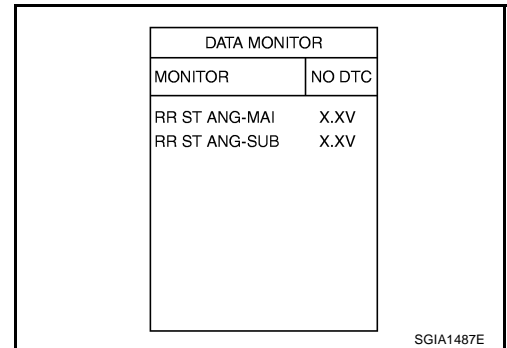 DATA MONITOR
MONITOR NO DTC
RR ST ANG-MAI X.XV
RR ST ANG-SUB X.XV
SGIA1487E